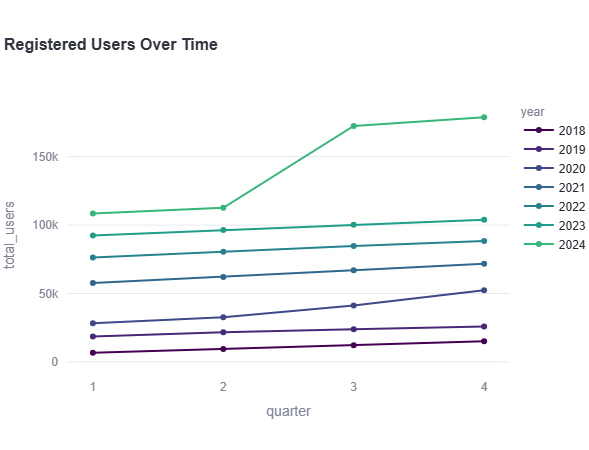 Registered Users Over Time
year
2018
2019
2020
2021
2022
2023
2024
total_users
150k
100k
50k
0
1 2 3 4
quarter